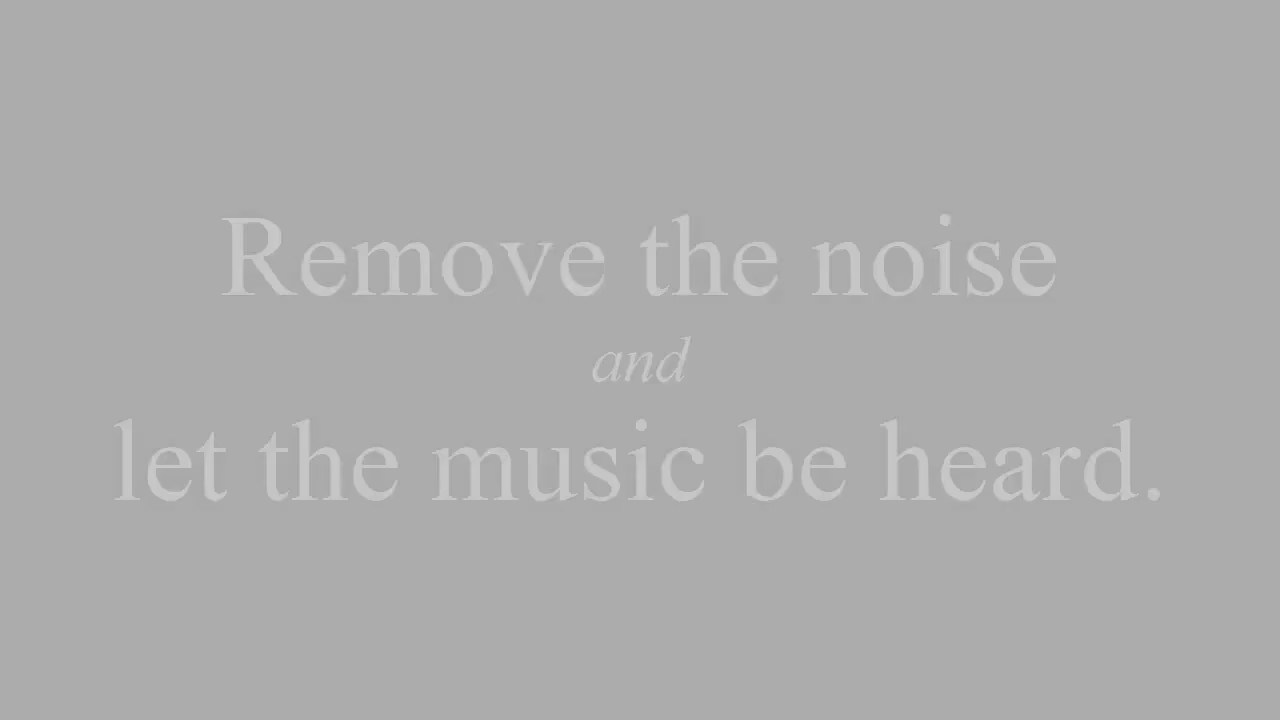 Remove the noise
and
let the music be heard.